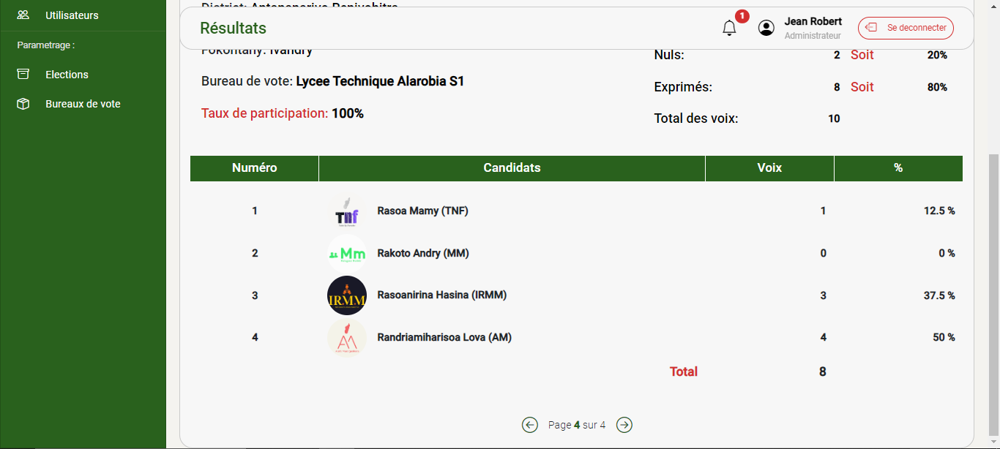 Utilisateurs
Parametrage :
Elections
Bureaux de vote
District: Antananarivo Renivohitra
Résultats
1
Jean Robert
Administrateur
Se deconnecter
Fokontany: Ivandry
Bureau de vote: Lycee Technique Alarobia S1
Taux de participation: 100%
Nuls: 2 Soit 20%
Exprimés: 8 Soit 80%
Total des voix: 10
Numéro Candidats Voix %
1 Tnf Rasoa Mamy (TNF) 1 12.5 %
2 Mm Rakoto Andry (MM) 0 0 %
3 IRMM Rasoanirina Hasina (IRMM) 3 37.5 %
4 AM Randriamiharisoa Lova (AM) 4 50 %
Total 8
Page 4 sur 4